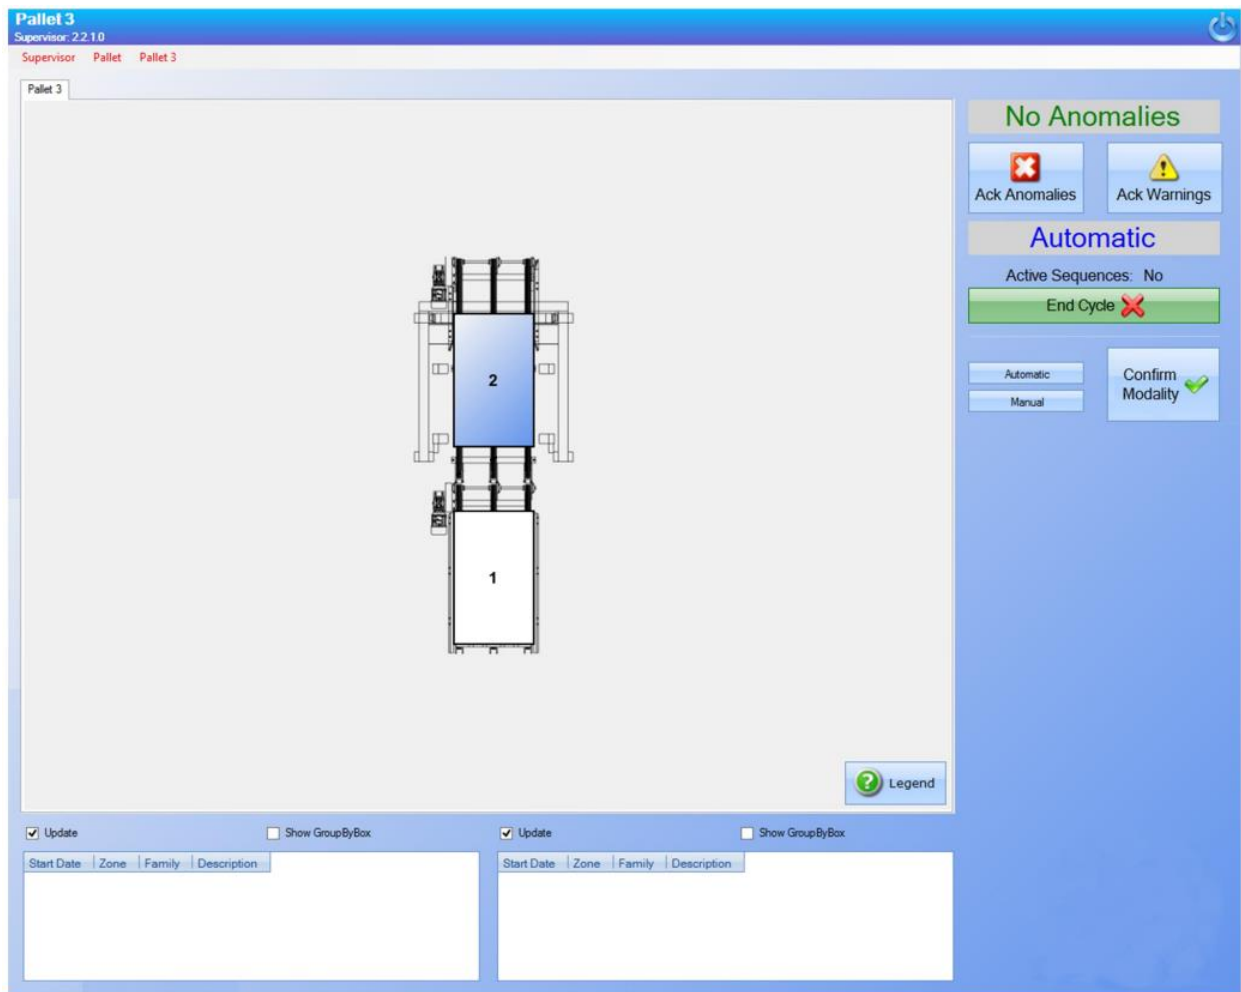 Pallet 3
Supervisor: 2.2.1.0
Supervisor Pallet Pallet 3
Pallet 3
No Anomalies
Ack Anomalies
Ack Warnings
Automatic
Active Sequences: No
End Cycle
Automatic
Manual
Confirm
Modality
2
1
Legend
Update Show GroupByBox Update Show GroupByBox
Start Date Zone Family Description Start Date Zone Family Description